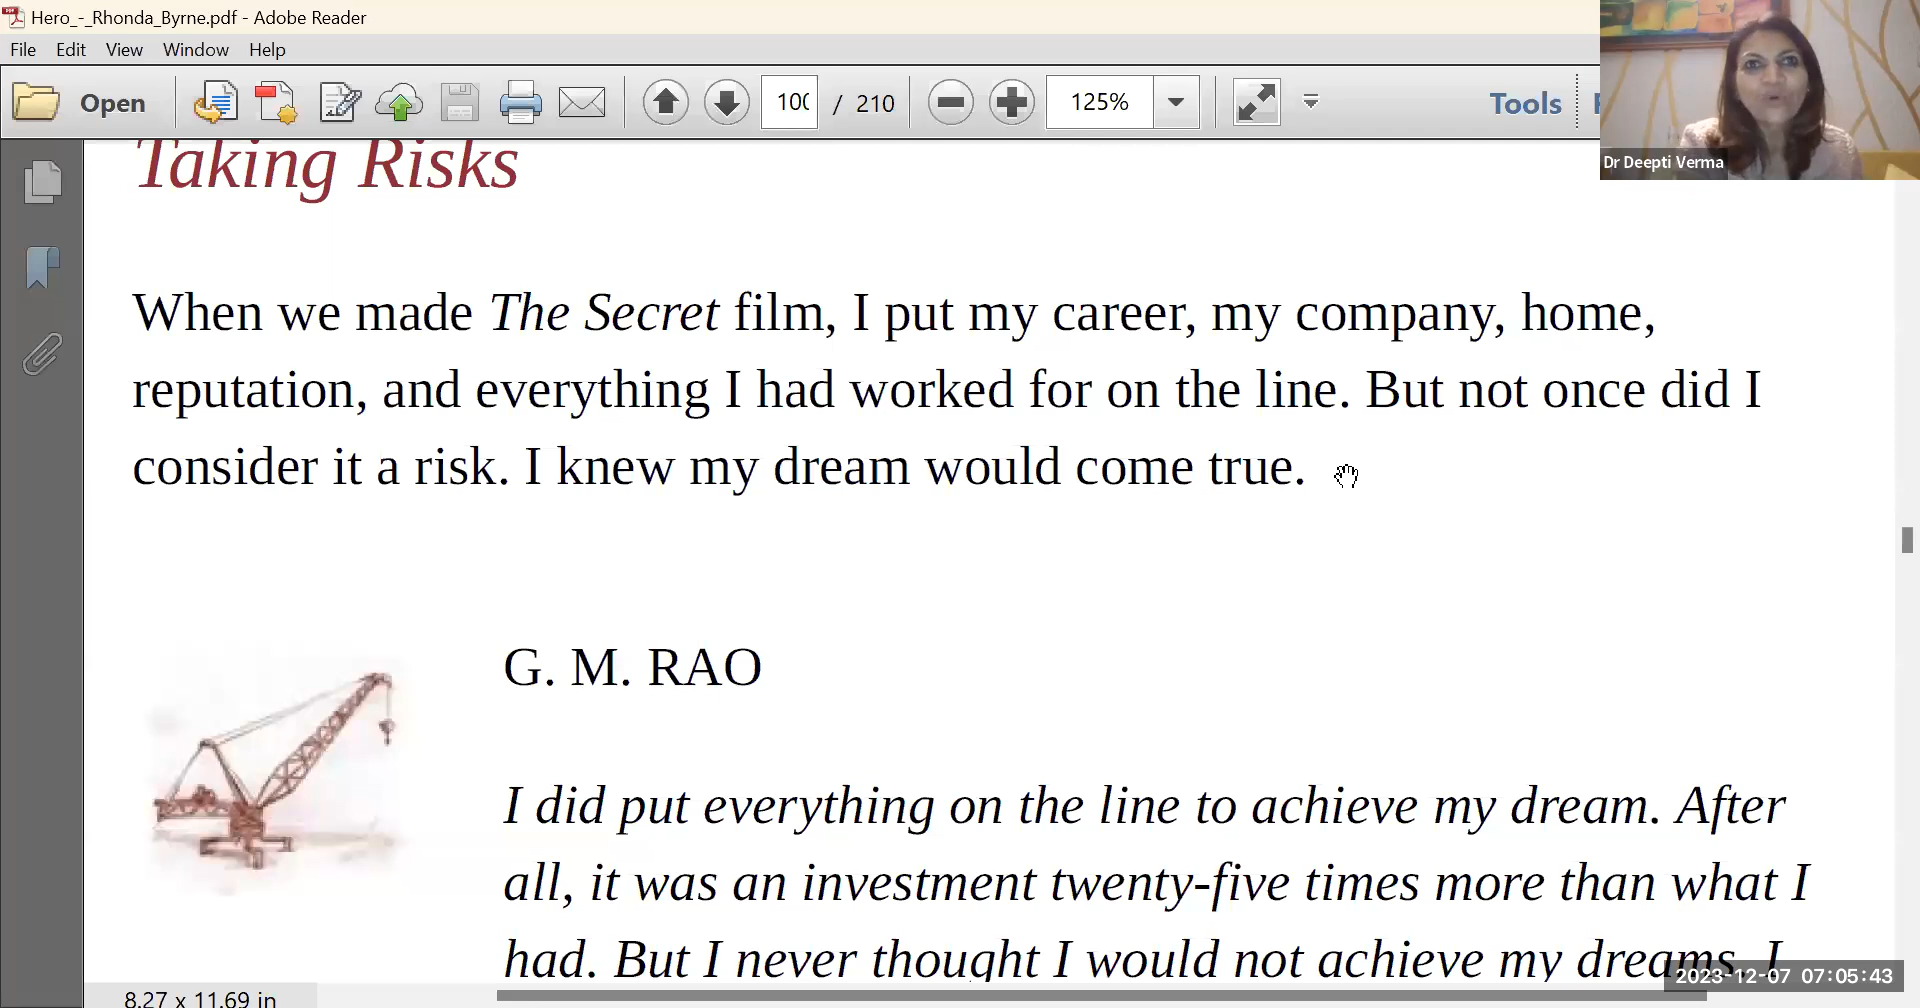 Hero_-_Rhonda_Byrne.pdf - Adobe Reader
File Edit View Window Help
Open 100 / 210 125% Tools
Dr Deepti Verma
Taking Risks
When we made The Secret film, I put my career, my company, home,
reputation, and everything I had worked for on the line. But not once did I
consider it a risk. I knew my dream would come true.
G. M. RAO
I did put everything on the line to achieve my dream. After
all, it was an investment twenty-five times more than what I
had. But I never thought I would not achieve my dreams. I
2023-12-07 07:05:43
8.27 x 11.69 in